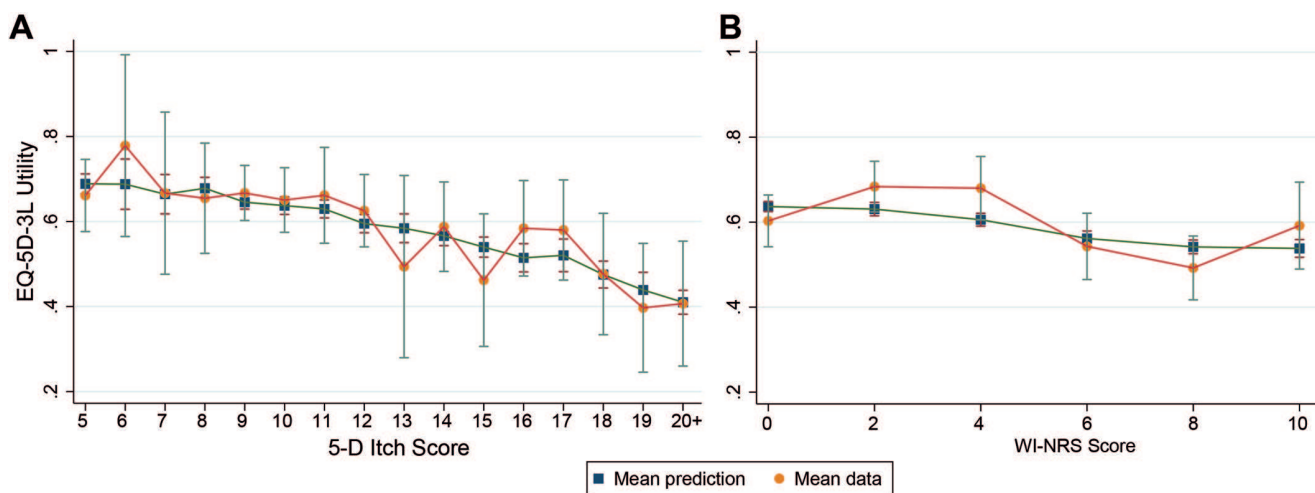 A
B
EQ-5D-3L Utility
1
.8
.6
.4
.2
5 6 7 8 9 10 11 12 13 14 15 16 17 18 19 20+
5-D Itch Score
1
.8
.6
.4
.2
0 2 4 6 8 10
WI-NRS Score
Mean prediction Mean data